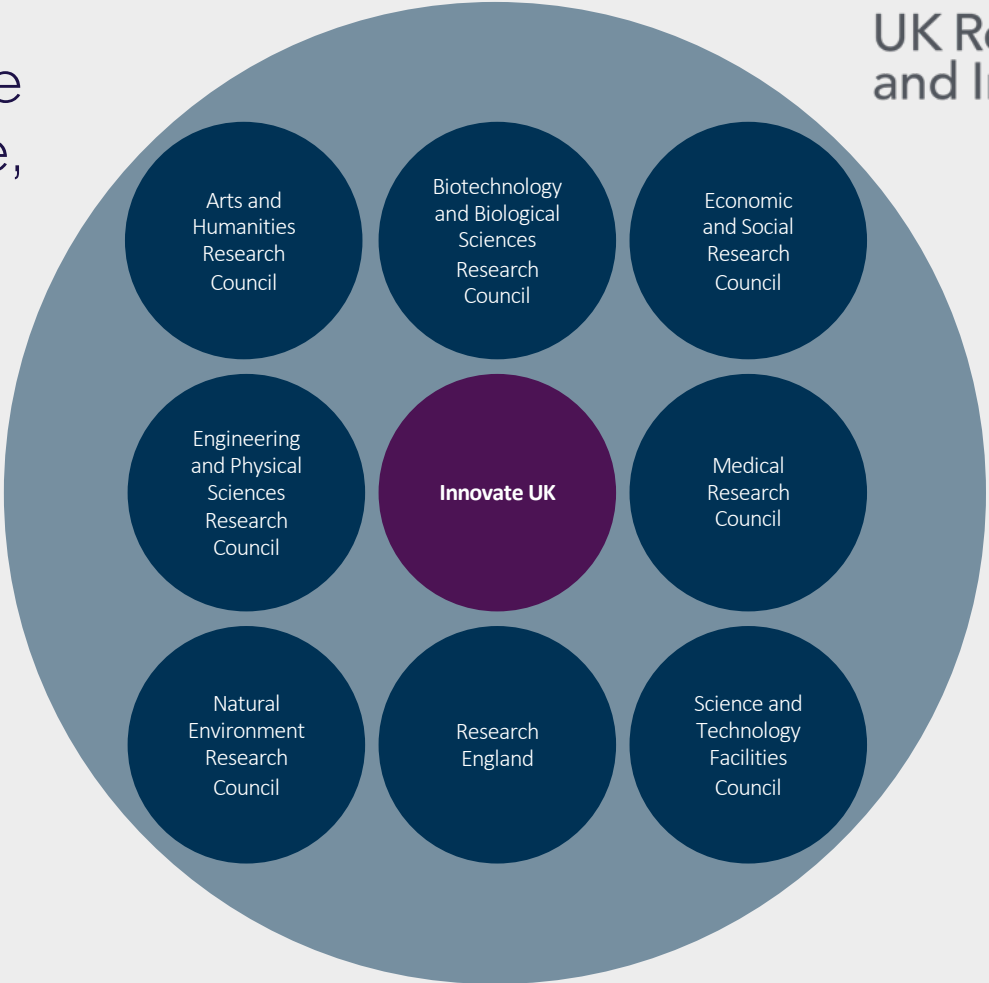 e
e,
UK Re
and I
Arts and
Humanities
Research
Council
Biotechnology
and Biological
Sciences
Research
Council
Economic
and Social
Research
Council
Engineering
and Physical
Sciences
Research
Council
Innovate UK
Medical
Research
Council
Natural
Environment
Research
Council
Research
England
Science and
Technology
Facilities
Council